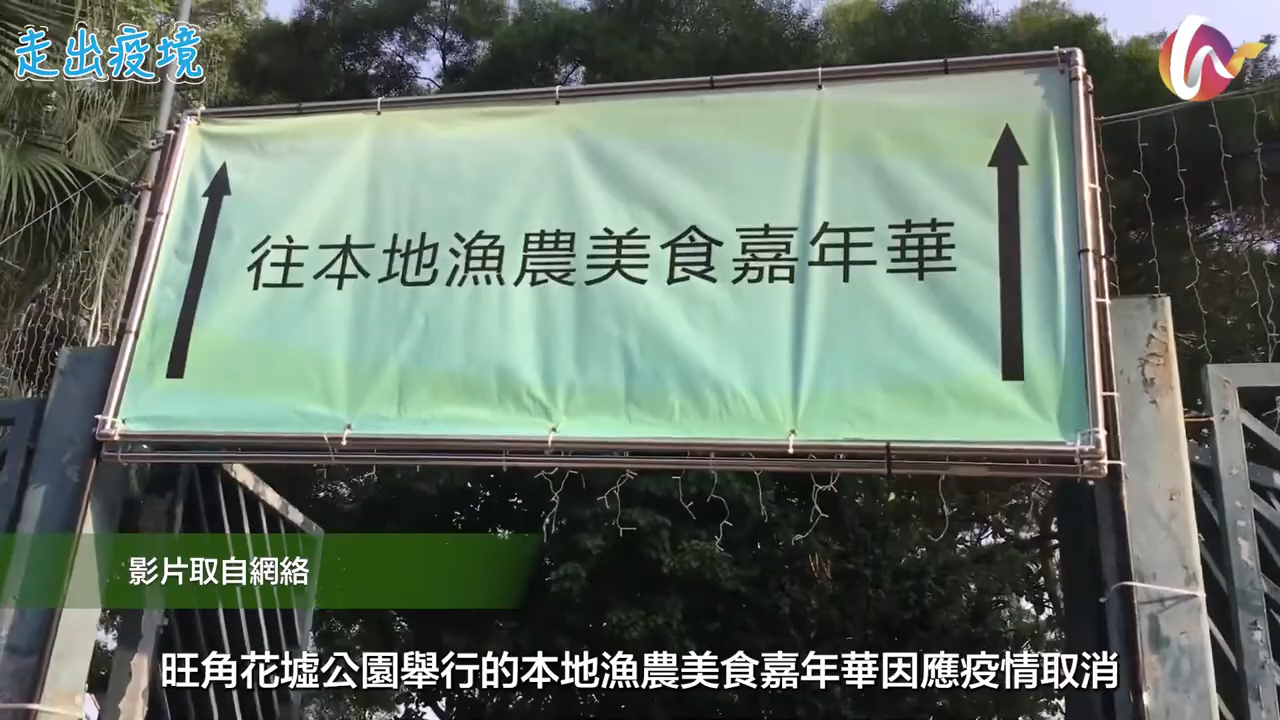 走出疫境
往本地漁農美食嘉年華
影片取自網絡
旺角花墟公園舉行的本地漁農美食嘉年華因應疫情取消